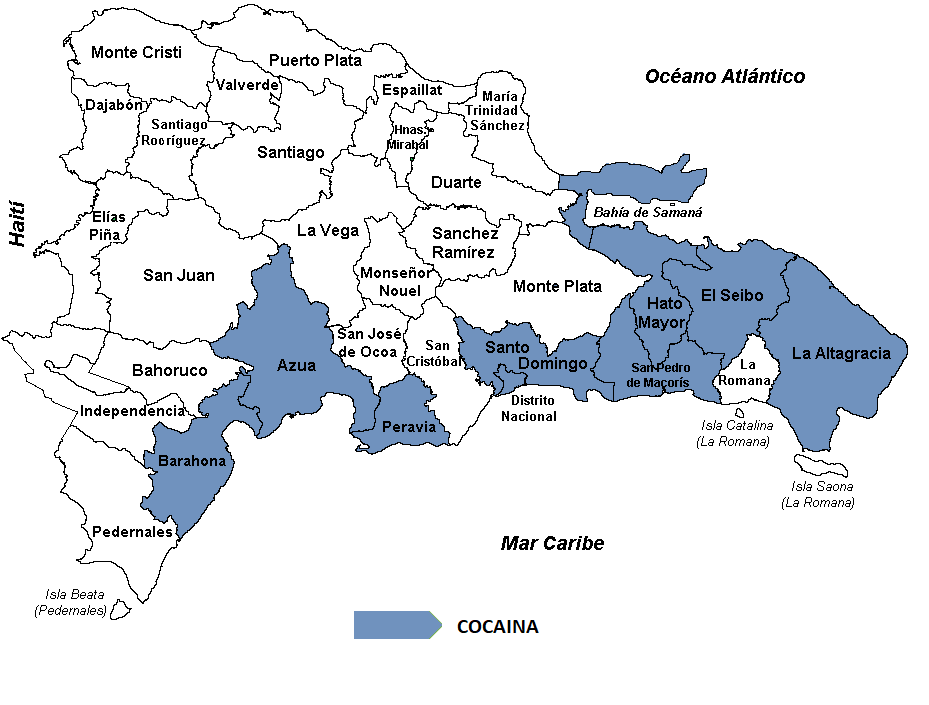 Monte Cristi
Puerto Plata
Océano Atlántico
Valverde
Espaillat
Dajabón
María
Trinidad
Sánchez
Santiago
Rodríguez
Hnas.
Mirabal
Santiago
Duarte
Haití
Elías
Piña
Bahía de Samaná
La Vega
Sanchez
Ramírez
San Juan
Monseñor
Nouel
Monte Plata
El Seibo
Hato
Mayor
San José
de Ocoa
San
Cristóbal
Santo
Domingo
La Altagracia
Azua
Bahoruco
San Pedro
de Macorís
La
Romana
Independencia
Distrito
Nacional
Peravia
Isla Catalina
(La Romana)
Barahona
Isla Saona
(La Romana)
Pedernales
Mar Caribe
Isla Beata
(Pedernales)
COCAINA